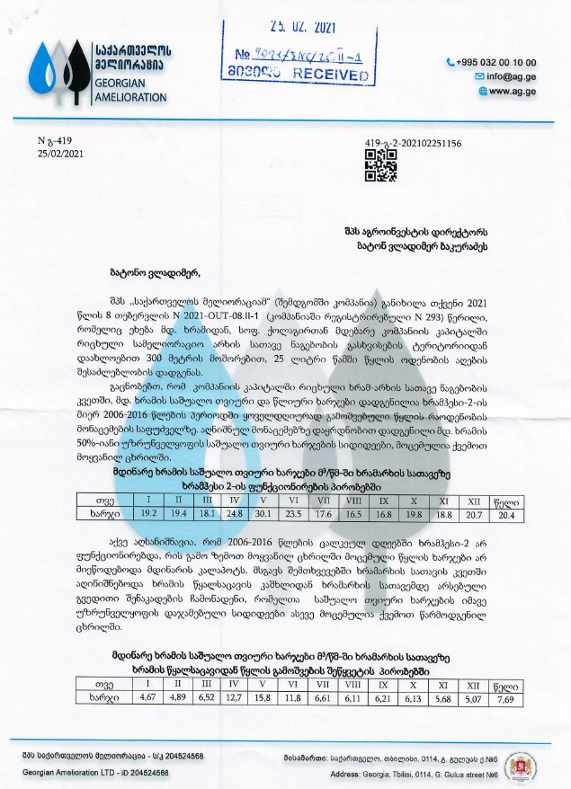 25. 02. 2021
№ 9091/ENG/25.II-1
მიღებულია RECEIVED
საქართველოს
მელიორაცია
GEORGIAN
AMELIORATION
+995 032 00 10 00
info@ag.ge
www.ag.ge
N გ-419
25/02/2021
419-გ-2-202102251156
შპს აგროინვესტის დირექტორს
ბატონ ვლადიმერ ბაკურაძეს
ბატონო ვლადიმერ,
შპს „საქართველოს მელიორაციამ“ (შემდგომში კომპანია) განიხილა თქვენი 2021
წლის 8 თებერვლის N 2021-OUT-08.II-1 (კომპანიაში რეგისტრირებული N 293) წერილი,
რომელიც ეხება მდ. ხრამიდან, სოფ. ქოლაგირთან მდებარე კომპანიის კაპიტალში
რიცხული სამელიორაციო არხის სათავე ნაგებობის გასხვისების ტერიტორიიდან
დაახლოებით 300 მეტრის მოშორებით, 25 ლიტრი წამში წყლის ოდენობის აღების
შესაძლებლობის დადგენას.
გაცნობებთ, რომ კომპანიის კაპიტალში რიცხული ხრამ-არხის სათავე ნაგებობის
კვეთში, მდ. ხრამის საშუალო თვიური და წლიური ხარჯები დადგენილია ხრამჰესი-2-ის
მიერ 2006-2016 წლების პერიოდში ყოველდღიურად გამოშვებული წყლის რაოდენობის
მონაცემების საფუძველზე. აღნიშნულ მონაცემებზე დაყრდნობით დადგენილი მდ. ხრამის
50%-იანი უზრუნველყოფის საშუალო თვიური ხარჯების სიდიდეები, მოცემულია ქვემოთ
მოყვანილ ცხრილში.
მდინარე ხრამის საშუალო თვიური ხარჯები მ³/წმ-ში ხრამარხის სათავეზე
ხრამჰესი 2-ის ფუნქციონირების პირობებში
თვე I II III IV V VI VII VIII IX X XI XII წელი
ხარჯი 19.2 19.4 18.1 24.8 30.1 23.5 17.6 16.5 16.8 19.8 18.8 20.7 20.4
აქვე აღსანიშნავია, რომ 2006-2016 წლების ცალკეულ დღეებში ხრამჰესი-2 არ
ფუნქციონირებდა, რის გამო ზემოთ მოყვანილ ცხრილში მოცემული წყლის ხარჯები არ
მიეწოდებოდა მდინარის კალაპოტს. მსგავს შემთხვევებში ხრამარხის სათავის კვეთში
აღინიშნებოდა ხრამის წყალსაცავის კაშხლიდან ხრამარხის სათავემდე არსებული
გვედითი შენაკადების ჩამონადენი, რომელთა საშუალო თვიური ხარჯების იმავე
უზრუნველყოფის დაჯამებული სიდიდეები ასევე მოცემულია ქვემოთ წარმოდგენილ
ცხრილში.
მდინარე ხრამის საშუალო თვიური ხარჯები მ³/წმ-ში ხრამარხის სათავეზე
ხრამის წყალსაცავიდან წყლის გამოშვების შეწყვეტის პირობებში
თვე I II III IV V VI VII VIII IX X XI XII წელი
ხარჯი 4,67 4,89 6,52 12,7 15,8 11,8 6,61 6,11 6,21 6,13 5,68 5,07 7,69
შპს საქართველოს მელიორაცია - ს/კ 204524568
Georgian Amelioration LTD - ID 204524568
მისამართი: საქართველო, თბილისი, 0114, გ. გულუას ქ.№6
Address: Georgia, Tbilisi, 0114, G. Gulua street №6